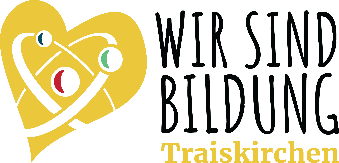 WIR SIND
BILDUNG
Traiskirchen